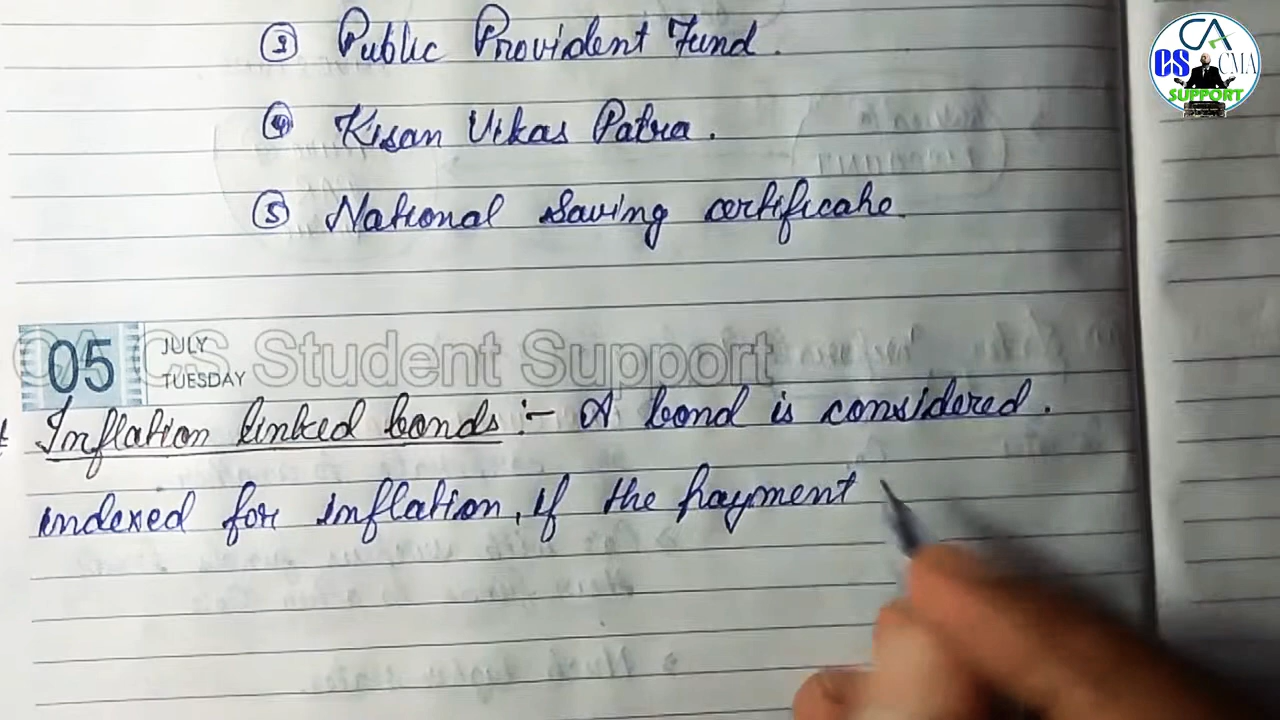 ③ Public Provident Fund.
④ Kisan Vikas Patra.
⑤ National Saving certificate
CA CS Student Support
05 JULY
TUESDAY
Inflation linked bonds :- A bond is considered.
indexed for inflation, if the payment
CA
CS CMA
SUPPORT